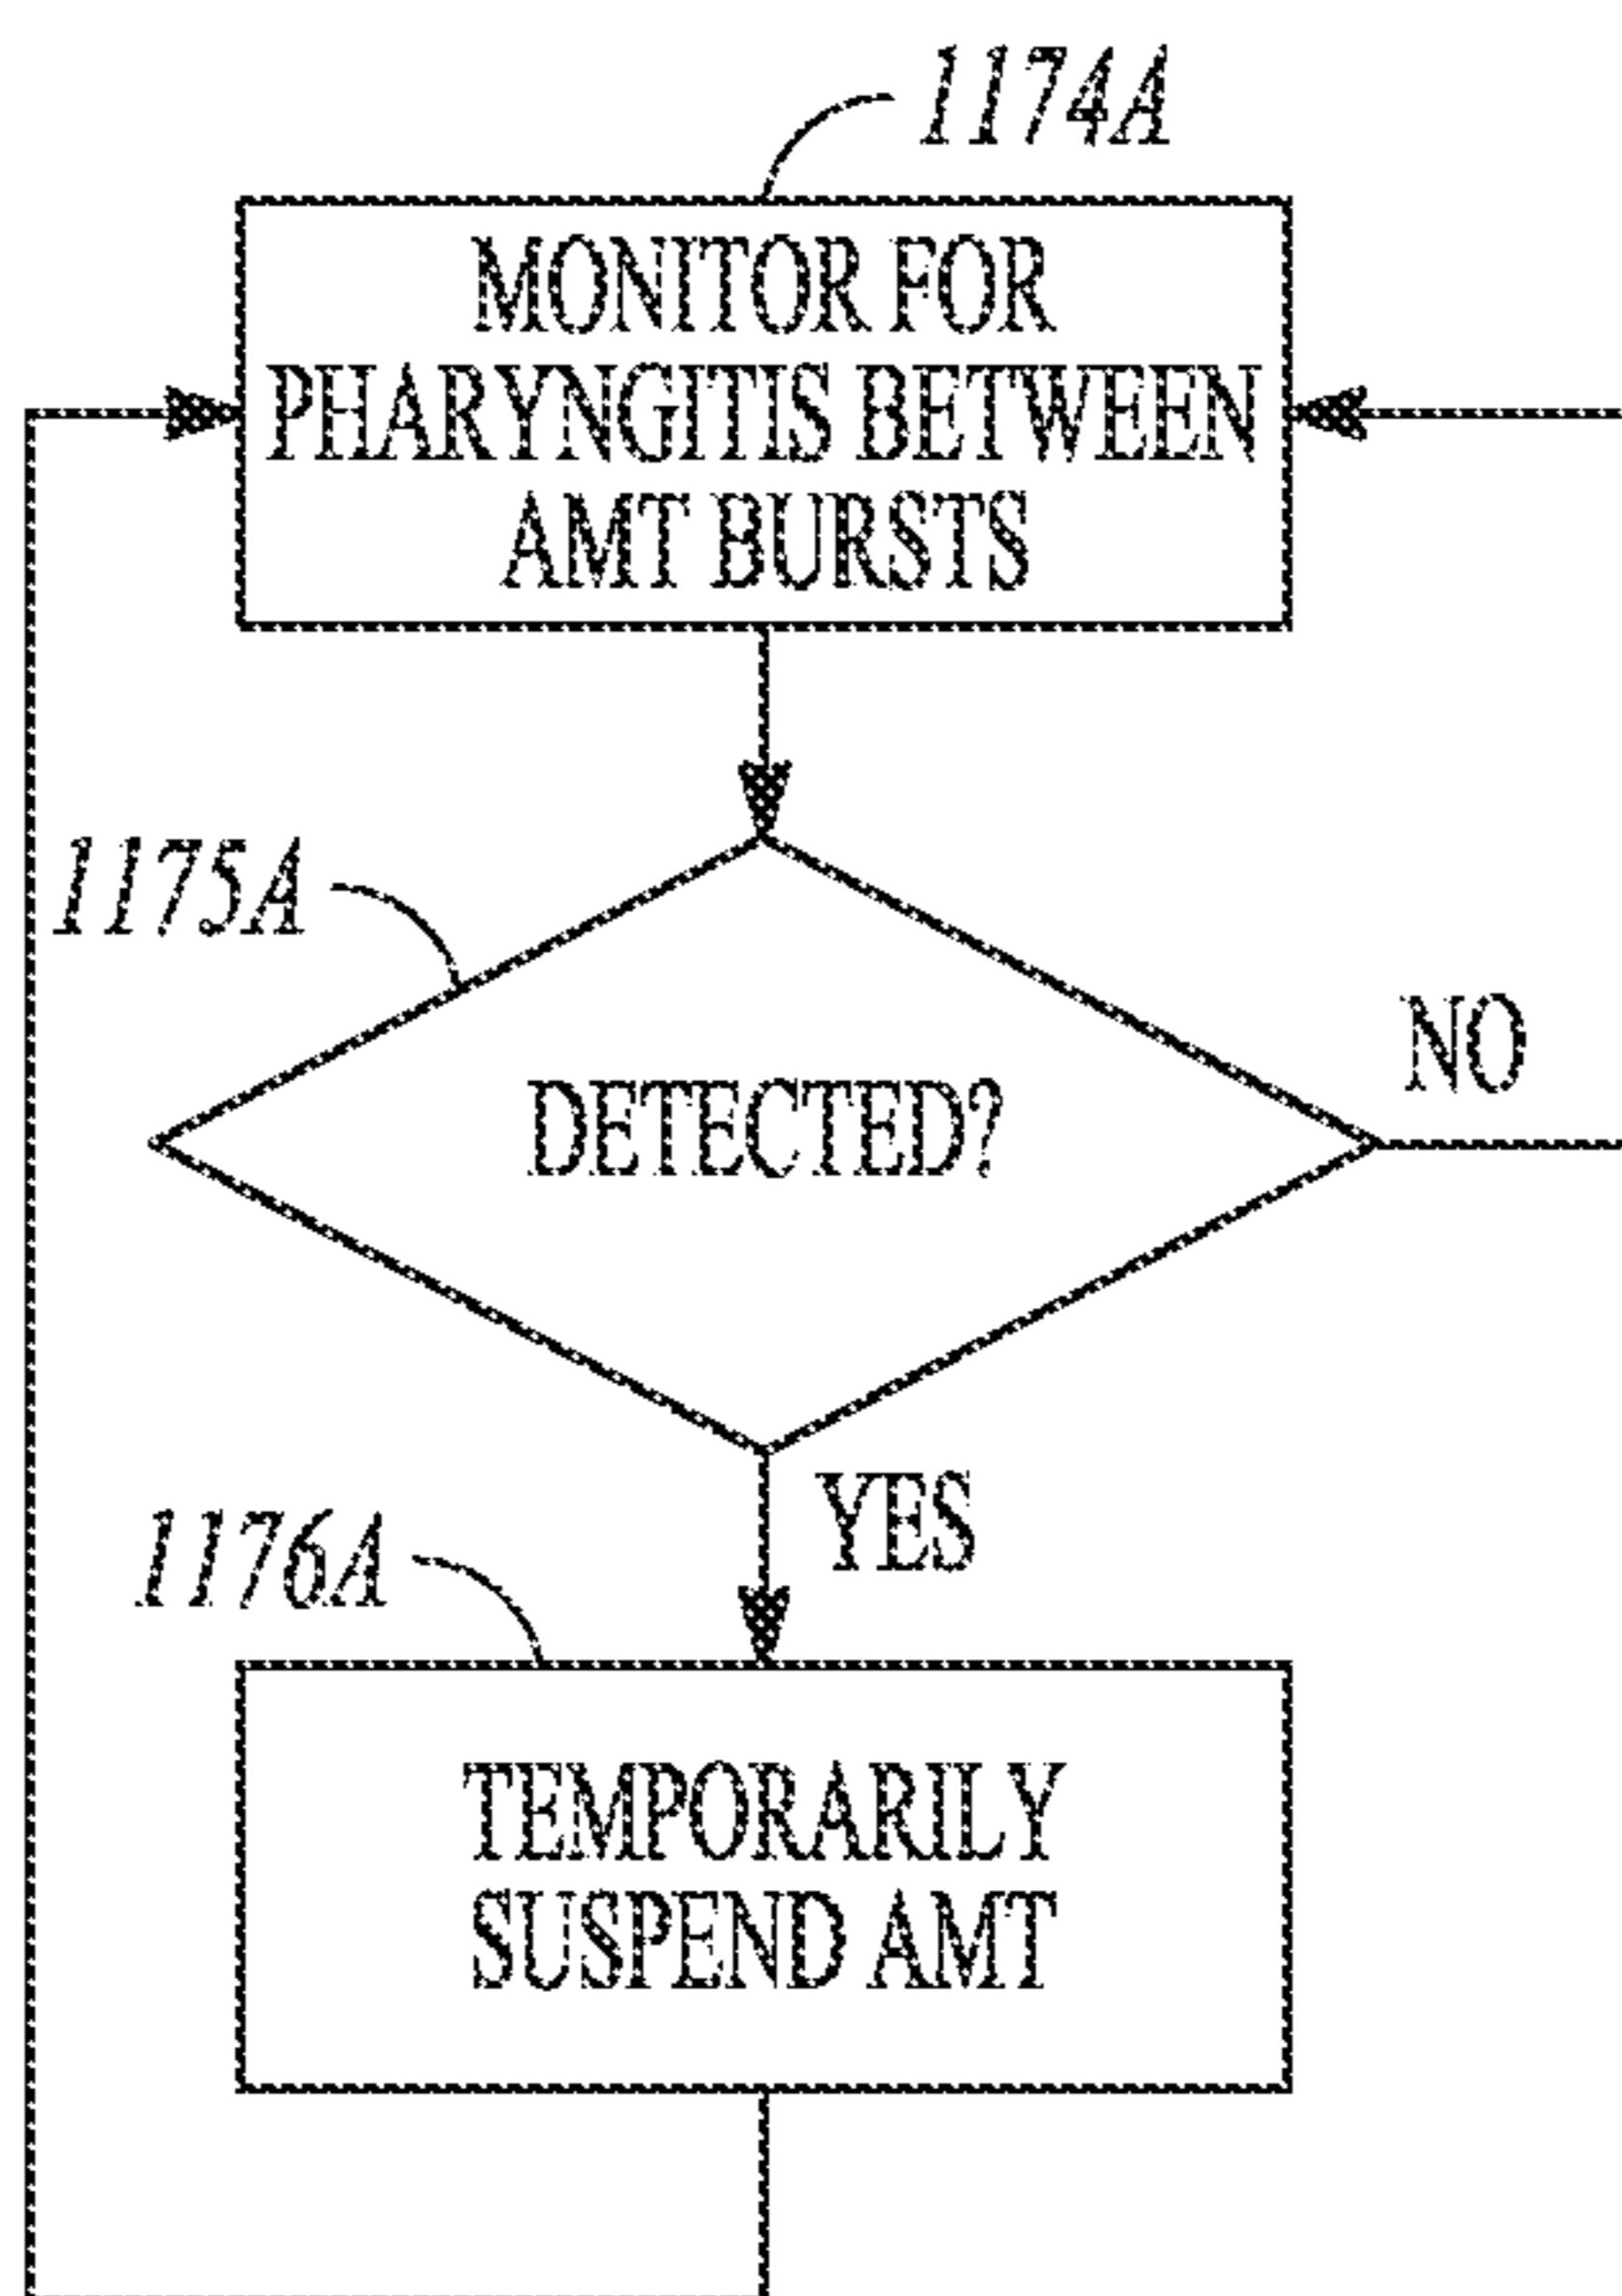 1174A
MONITOR FOR
PHARYNGITIS BETWEEN
AMT BURSTS
1175A
DETECTED?
NO
YES
1176A
TEMPORARILY
SUSPEND AMT